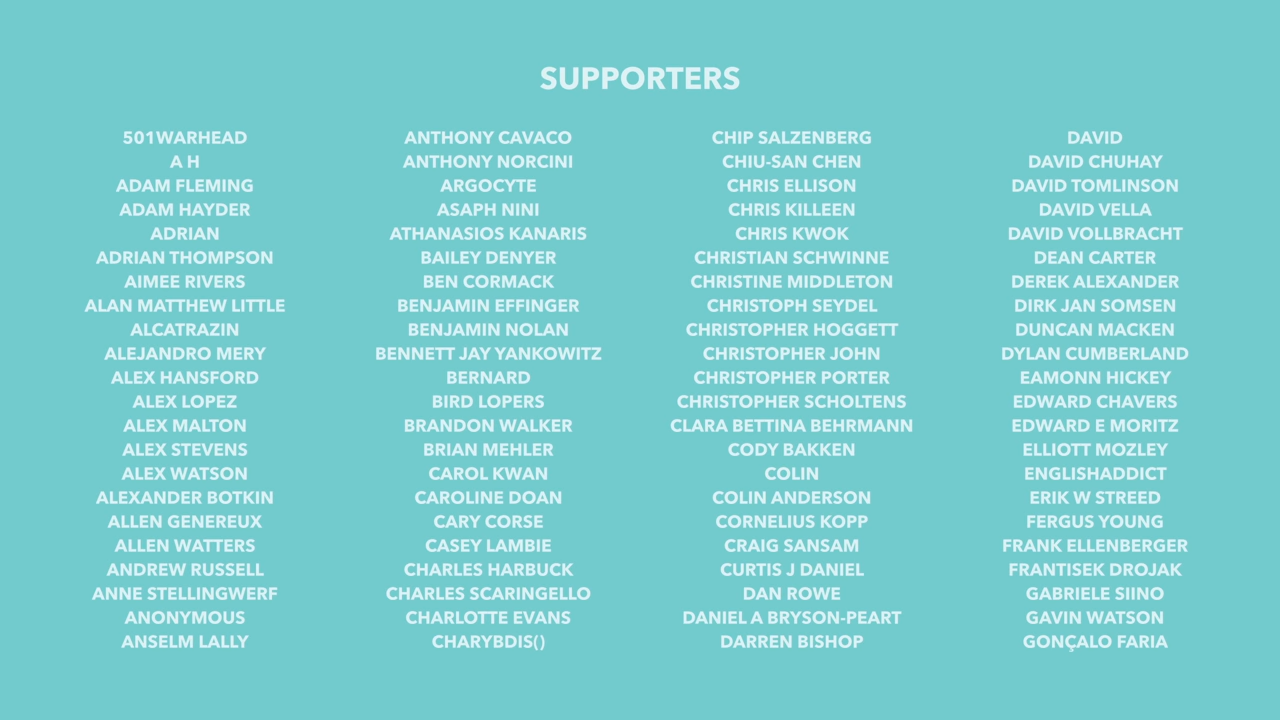 SUPPORTERS
501WARHEAD
A H
ADAM FLEMING
ADAM HAYDER
ADRIAN
ADRIAN THOMPSON
AIMEE RIVERS
ALAN MATTHEW LITTLE
ALCATRAZIN
ALEJANDRO MERY
ALEX HANSFORD
ALEX LOPEZ
ALEX MALTON
ALEX STEVENS
ALEX WATSON
ALEXANDER BOTKIN
ALLEN GENEREUX
ALLEN WATTERS
ANDREW RUSSELL
ANNE STELLINGWERF
ANONYMOUS
ANSELM LALLY
ANTHONY CAVACO
ANTHONY NORCINI
ARGOCYTE
ASAPH NINI
ATHANASIOS KANARIS
BAILEY DENYER
BEN CORMACK
BENJAMIN EFFINGER
BENJAMIN NOLAN
BENNETT JAY YANKOWITZ
BERNARD
BIRD LOPERS
BRANDON WALKER
BRIAN MEHLER
CAROL KWAN
CAROLINE DOAN
CARY CORSE
CASEY LAMBIE
CHARLES HARBUCK
CHARLES SCARINGELLO
CHARLOTTE EVANS
CHARYBDIS()
CHIP SALZENBERG
CHIU-SAN CHEN
CHRIS ELLISON
CHRIS KILLEEN
CHRIS KWOK
CHRISTIAN SCHWINNE
CHRISTINE MIDDLETON
CHRISTOPH SEYDEL
CHRISTOPHER HOGGETT
CHRISTOPHER JOHN
CHRISTOPHER PORTER
CHRISTOPHER SCHOLTENS
CLARA BETTINA BEHRMANN
CODY BAKKEN
COLIN
COLIN ANDERSON
CORNELIUS KOPP
CRAIG SANSAM
CURTIS J DANIEL
DAN ROWE
DANIEL A BRYSON-PEART
DARREN BISHOP
DAVID
DAVID CHUHAY
DAVID TOMLINSON
DAVID VELLA
DAVID VOLLBRACHT
DEAN CARTER
DEREK ALEXANDER
DIRK JAN SOMSEN
DUNCAN MACKEN
DYLAN CUMBERLAND
EAMONN HICKEY
EDWARD CHAVERS
EDWARD E MORITZ
ELLIOTT MOZLEY
ENGLISHADDICT
ERIK W STREED
FERGUS YOUNG
FRANK ELLENBERGER
FRANTISEK DROJAK
GABRIELE SIINO
GAVIN WATSON
GONÇALO FARIA